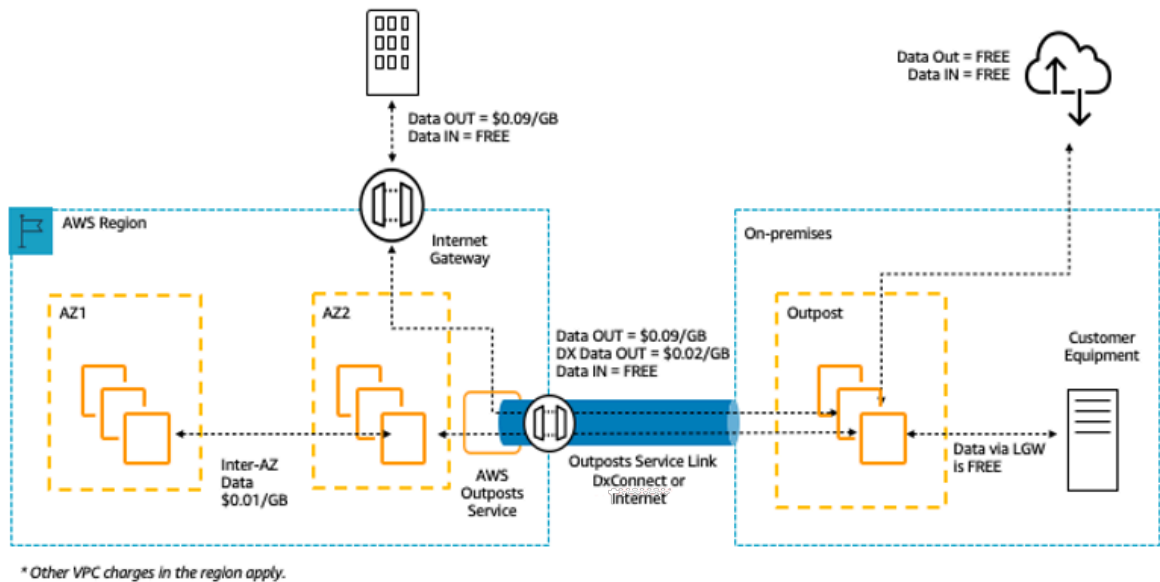 Data OUT = $0.09/GB
Data IN = FREE
Data Out = FREE
Data IN = FREE
AWS Region
Internet
Gateway
On-premises
AZ1
AZ2
Outpost
Data OUT = $0.09/GB
DX Data OUT = $0.02/GB
Data IN = FREE
Customer
Equipment
Inter-AZ
Data
$0.01/GB
AWS
Outposts
Service
Outposts Service Link
DxConnect or
Internet
Data via LGW
is FREE
* Other VPC charges in the region apply.